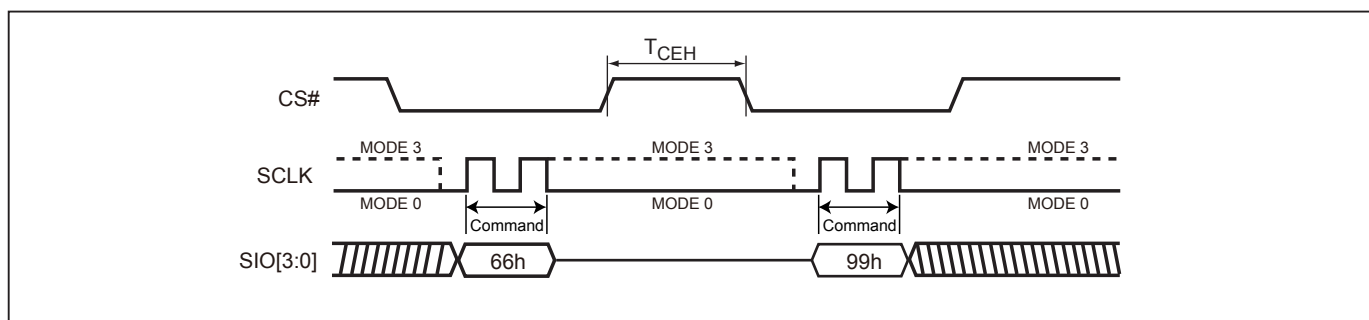 TCEH
CS#
MODE 3 MODE 3 MODE 3
SCLK
MODE 0 MODE 0 MODE 0
Command Command
SIO[3:0] 66h 99h